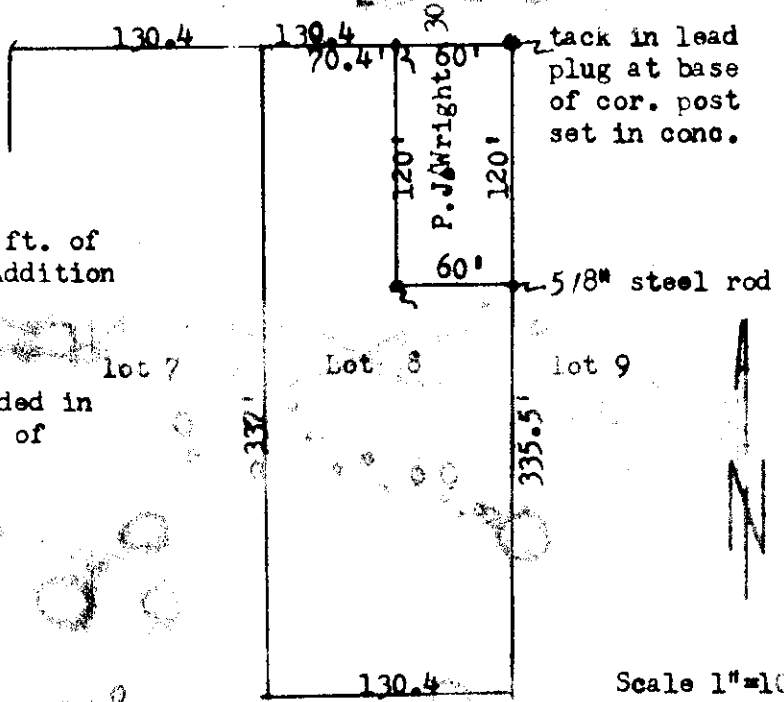 130.4
130.4
30
70.4' 60'
tack in lead
plug at base
of cor. post
set in conc.
120'
P.J. Wright
120'
ft. of
Addition
60'
5/8" steel rod
lot 7
Lot 8
lot 9
ded in
of
337'
335.5'
N
130.4
Scale 1"=10